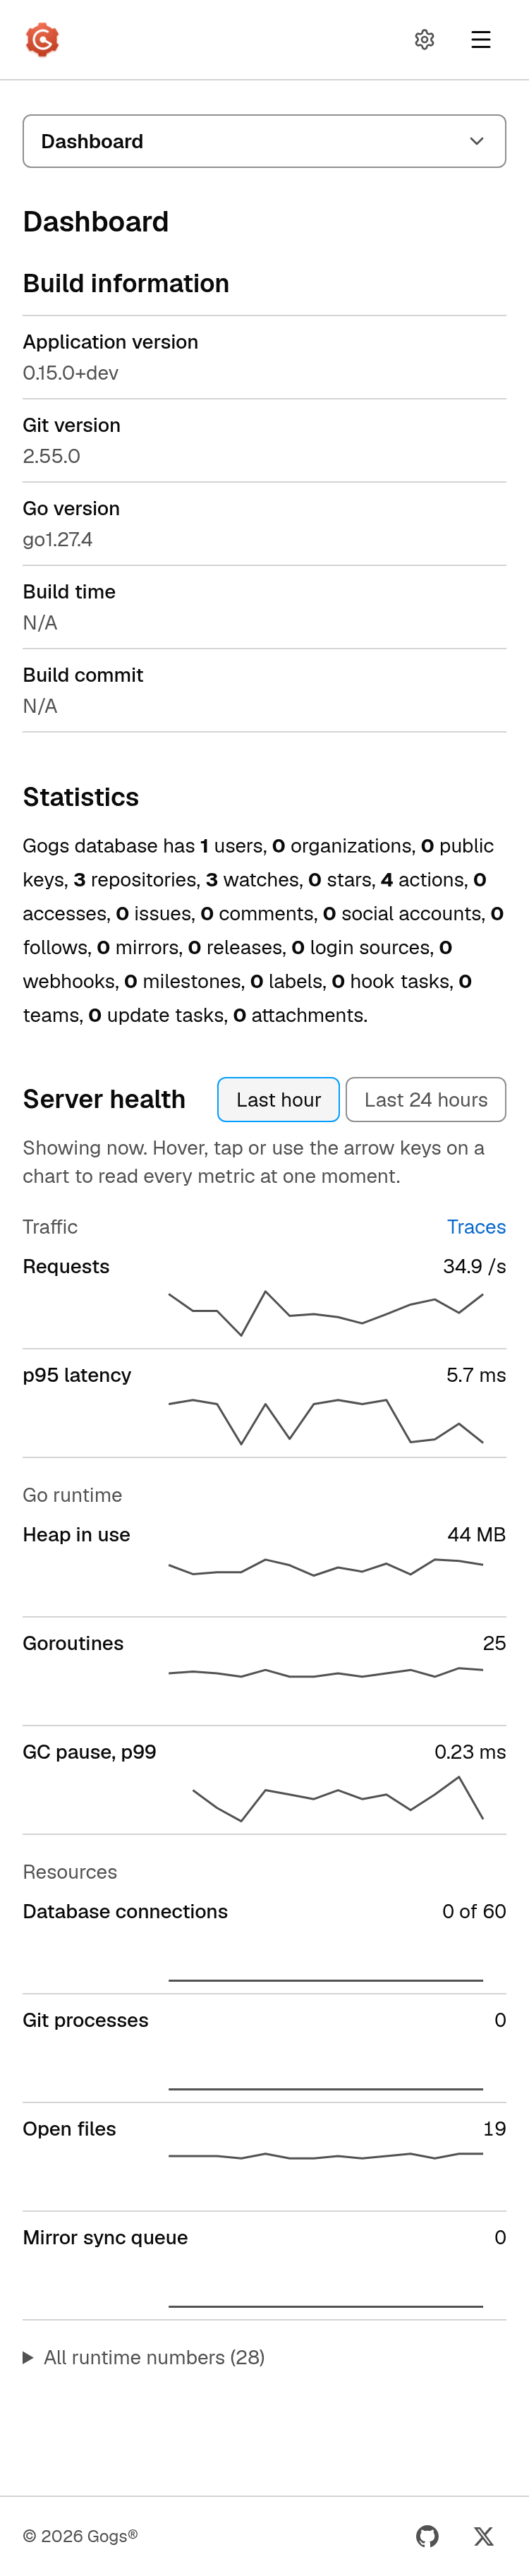 Dashboard
Dashboard
Build information
Application version
0.15.0+dev
Git version
2.55.0
Go version
go1.27.4
Build time
N/A
Build commit
N/A
Statistics
Gogs database has 1 users, 0 organizations, 0 public
keys, 3 repositories, 3 watches, 0 stars, 4 actions, 0
accesses, 0 issues, 0 comments, 0 social accounts, 0
follows, 0 mirrors, 0 releases, 0 login sources, 0
webhooks, 0 milestones, 0 labels, 0 hook tasks, 0
teams, 0 update tasks, 0 attachments.
Server health Last hour Last 24 hours
Showing now. Hover, tap or use the arrow keys on a
chart to read every metric at one moment.
Traffic Traces
Requests 34.9 /s
p95 latency 5.7 ms
Go runtime
Heap in use 44 MB
Goroutines 25
GC pause, p99 0.23 ms
Resources
Database connections 0 of 60
Git processes 0
Open files 19
Mirror sync queue 0
All runtime numbers (28)
© 2026 Gogs®